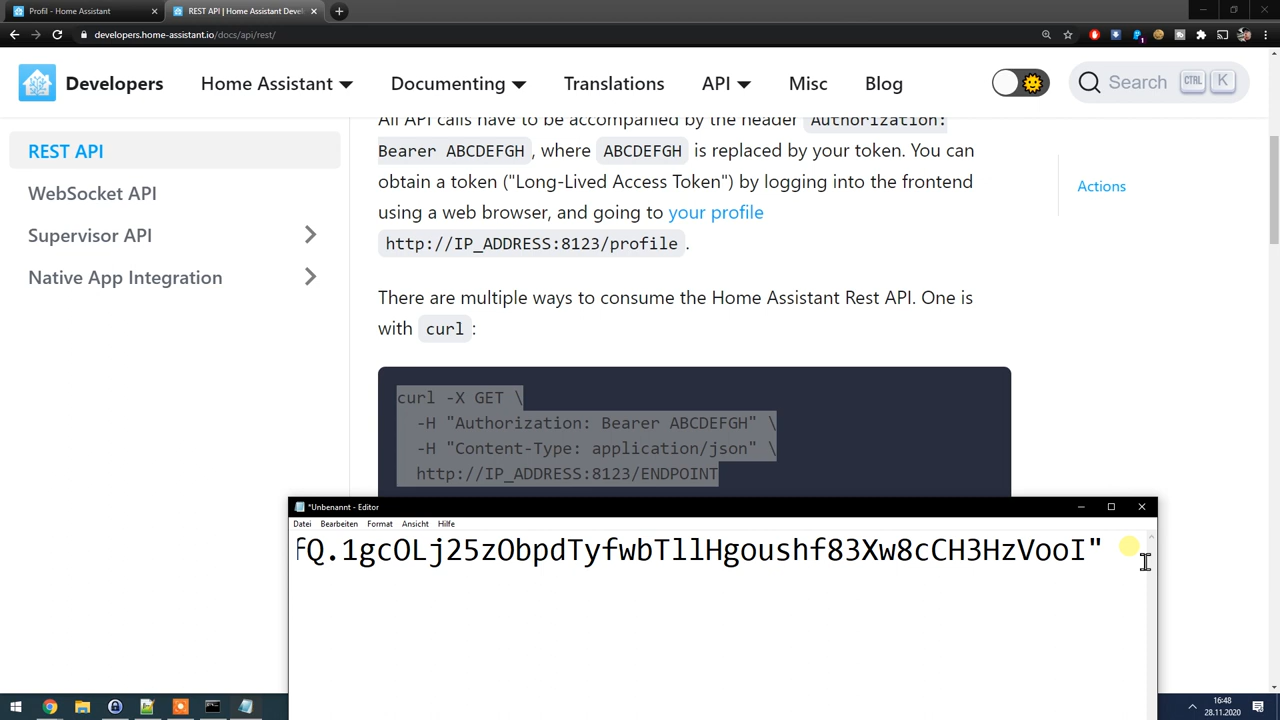 Profil - Home Assistant
REST API | Home Assistant Devel
developers.home-assistant.io/docs/api/rest/
Developers
Home Assistant
Documenting
Translations
API
Misc
Blog
Search
CTRL
K
REST API
WebSocket API
Supervisor API
Native App Integration
All API calls have to be accompanied by the header Authorization:
Bearer ABCDEFGH, where ABCDEFGH is replaced by your token. You can
obtain a token ("Long-Lived Access Token") by logging into the frontend
using a web browser, and going to your profile
http://IP_ADDRESS:8123/profile.
There are multiple ways to consume the Home Assistant Rest API. One is
with curl:
curl -X GET \
-H "Authorization: Bearer ABCDEFGH" \
-H "Content-Type: application/json" \
http://IP_ADDRESS:8123/ENDPOINT
Actions
*Unbenannt - Editor
Datei Bearbeiten Format Ansicht Hilfe
fQ.1gcOLj25zObpdTyfwbTllHgoushf83Xw8cCH3HzVooI"
16:48
28.11.2020